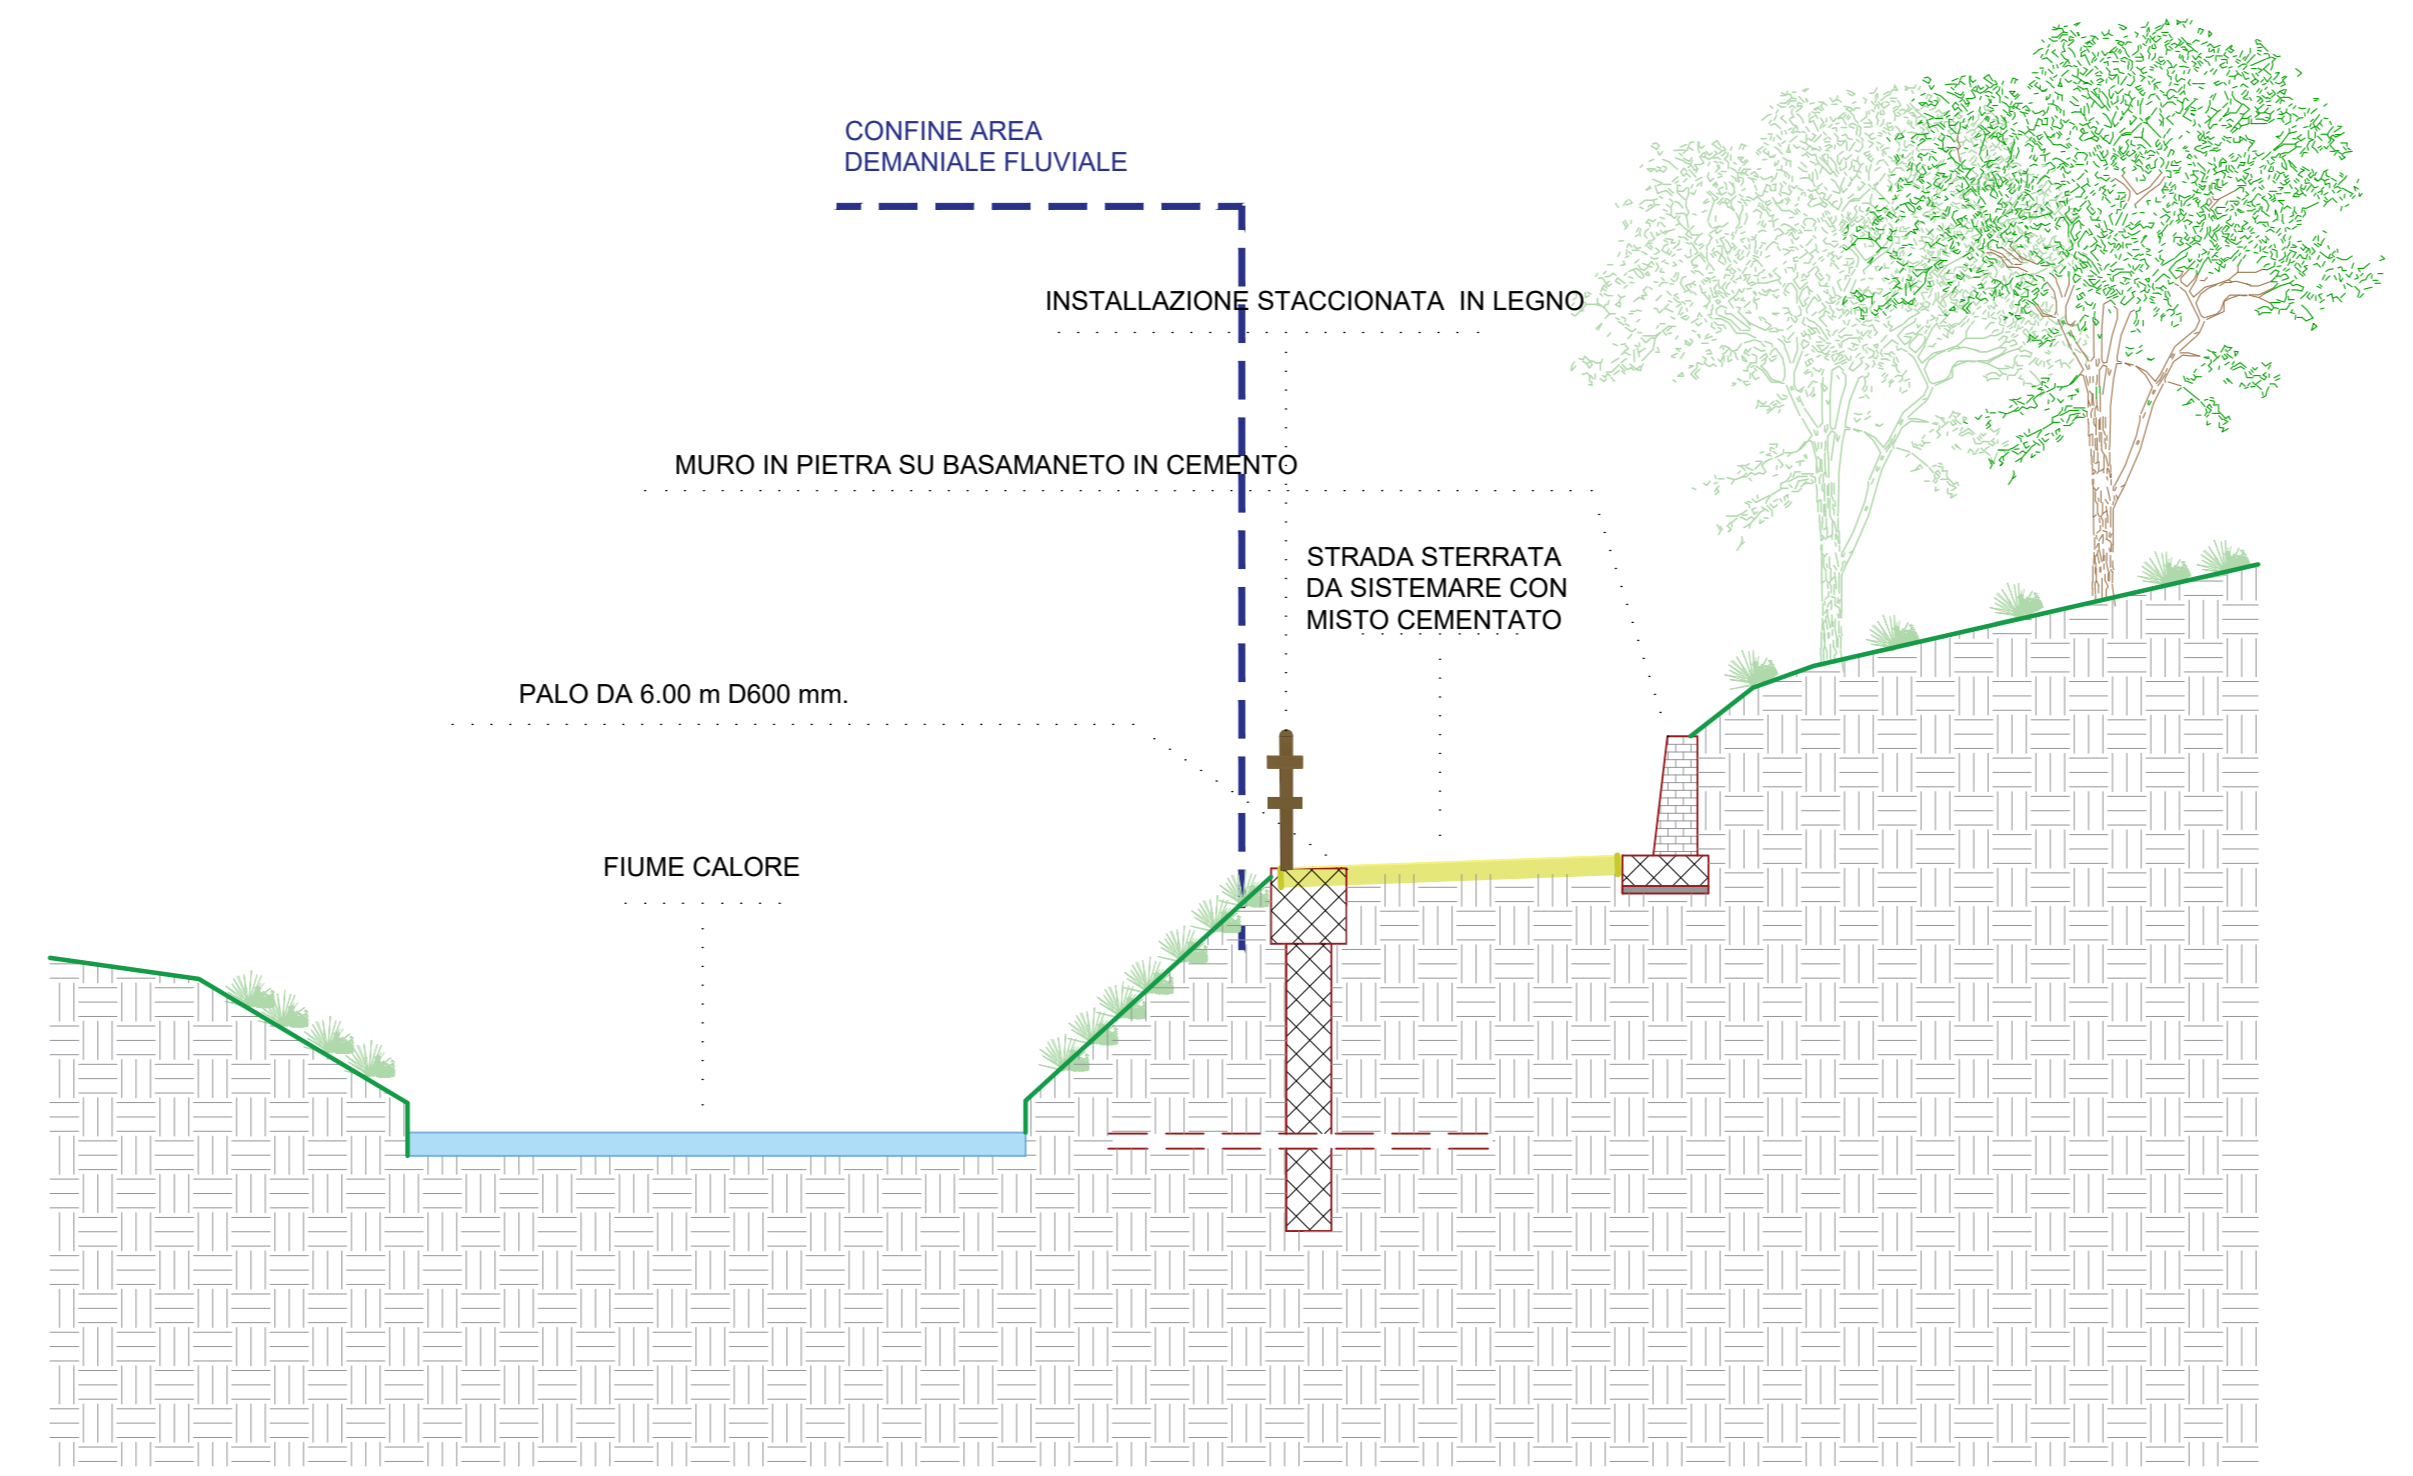 CONFINE AREA
DEMANIALE FLUVIALE
INSTALLAZIONE STACCIONATA IN LEGNO
MURO IN PIETRA SU BASAMANETO IN CEMENTO
STRADA STERRATA
DA SISTEMARE CON
MISTO CEMENTATO
PALO DA 6.00 m D600 mm.
FIUME CALORE